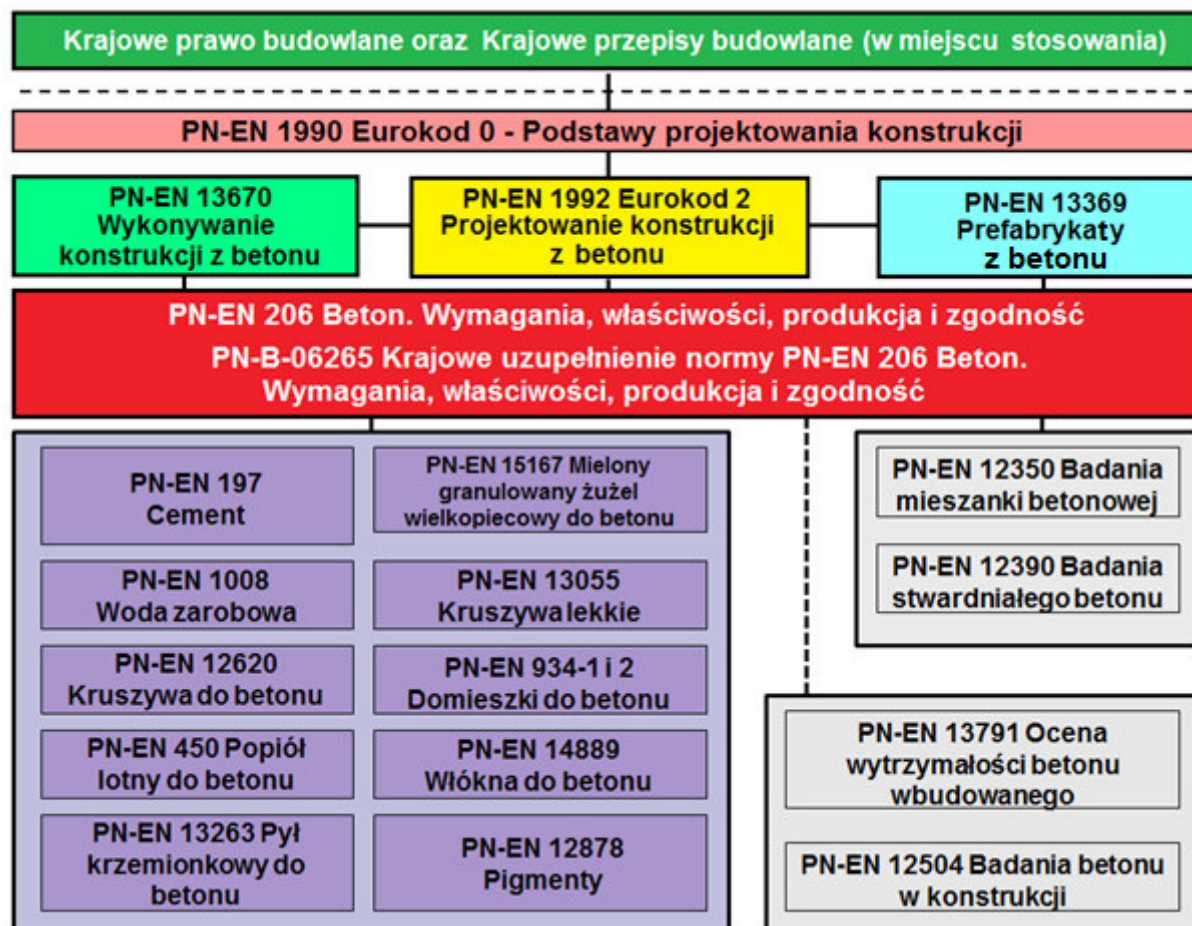 Krajowe prawo budowlane oraz Krajowe przepisy budowlane (w miejscu stosowania)
PN-EN 1990 Eurokod 0 - Podstawy projektowania konstrukcji
PN-EN 13670
Wykonywanie
konstrukcji z betonu
PN-EN 1992 Eurokod 2
Projektowanie konstrukcji
z betonu
PN-EN 13369
Prefabrykaty
z betonu
PN-EN 206 Beton. Wymagania, właściwości, produkcja i zgodność
PN-B-06265 Krajowe uzupełnienie normy PN-EN 206 Beton.
Wymagania, właściwości, produkcja i zgodność
PN-EN 197
Cement
PN-EN 15167 Mielony
granulowany żużel
wielkopiecowy do betonu
PN-EN 1008
Woda zarobowa
PN-EN 13055
Kruszywa lekkie
PN-EN 12620
Kruszywa do betonu
PN-EN 934-1 i 2
Domieszki do betonu
PN-EN 450 Popiół
lotny do betonu
PN-EN 14889
Włókna do betonu
PN-EN 13263 Pył
krzemionkowy do
betonu
PN-EN 12878
Pigmenty
PN-EN 12350 Badania
mieszanki betonowej
PN-EN 12390 Badania
stwardniałego betonu
PN-EN 13791 Ocena
wytrzymałości betonu
wbudowanego
PN-EN 12504 Badania betonu
w konstrukcji